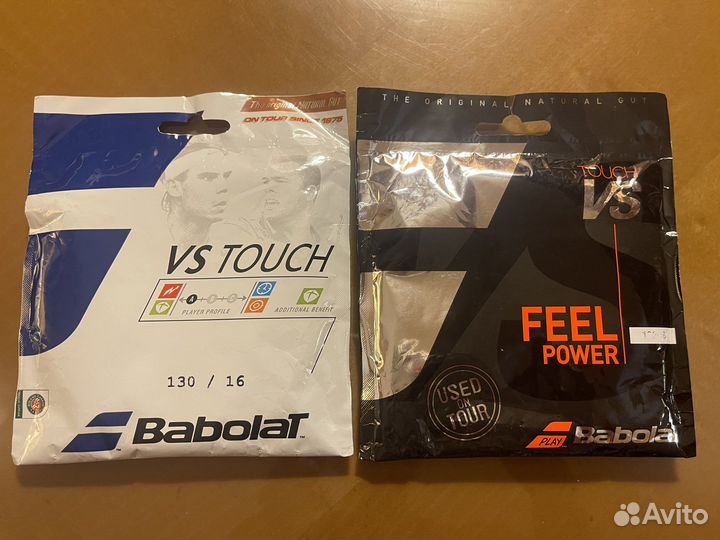 The original Natural Gut
ON TOUR SINCE 1875
VS TOUCH
PLAYER PROFILE
ADDITIONAL BENEFIT
130 / 16
BabolaT
THE ORIGINAL NATURAL GUT
TOUCH
VS
FEEL
POWER
USED
ON
TOUR
PLAY
Babolat
Avito